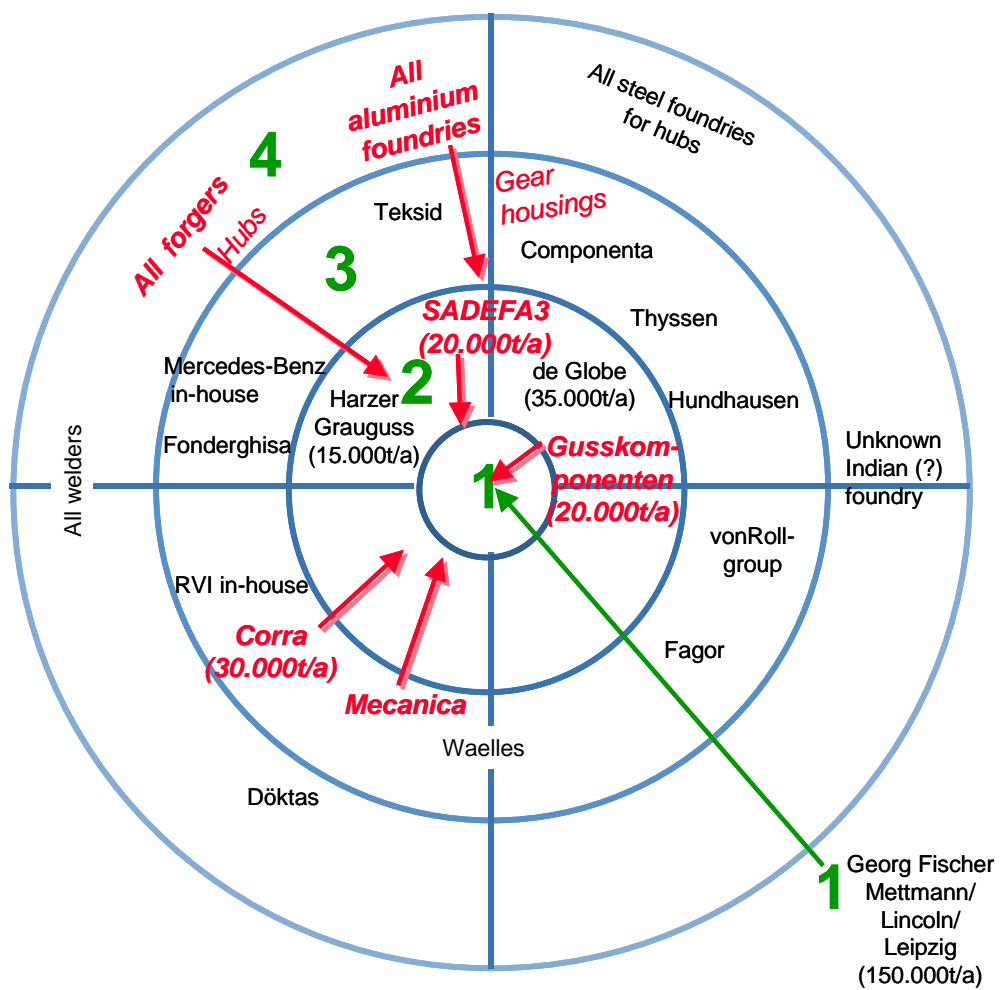 All
aluminium
foundries
All steel foundries
for hubs
4
All forgers
Hubs
Teksid
Gear
housings
3
Componenta
SADEFA3
(20.000t/a)
Thyssen
Mercedes-Benz
in-house
2
Harzer
Grauguss
(15.000t/a)
de Globe
(35.000t/a)
Hundhausen
Fonderghisa
All welders
1
Gusskom-
ponenten
(20.000t/a)
Unknown
Indian (?)
foundry
vonRoll-
group
RVI in-house
Corra
(30.000t/a)
Fagor
Mecanica
Waelles
Döktas
1
Georg Fischer
Mettmann/
Lincoln/
Leipzig
(150.000t/a)